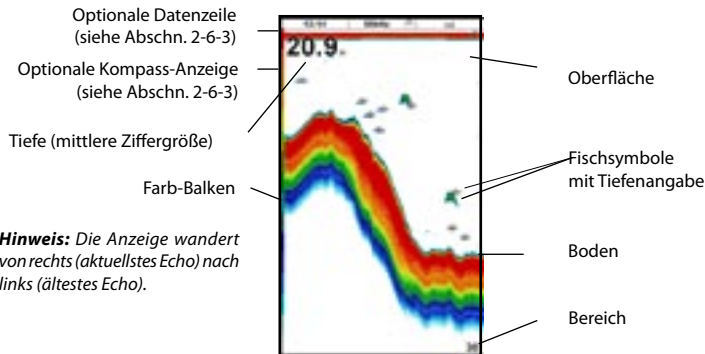 Optionale Datenzeile
(siehe Abschn. 2-6-3)
20.9
Optionale Kompass-Anzeige
(siehe Abschn. 2-6-3)
Oberfläche
Tiefe (mittlere Ziffergröße)
Fischsymbole
mit Tiefenangabe
Farb-Balken
Hinweis: Die Anzeige wandert
von rechts (aktuellstes Echo) nach
links (ältestes Echo).
Boden
Bereich